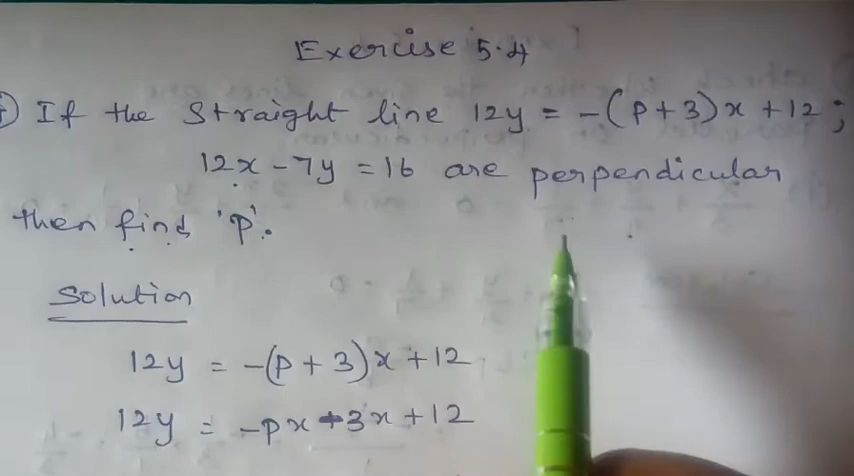 Exercise 5.4
If the straight line 12y = -(P+3)x +12;
12x - 7y = 16 are perpendicular
then find 'p'.
Solution
12y = -(P+3)x +12
12y = -px -3x +12